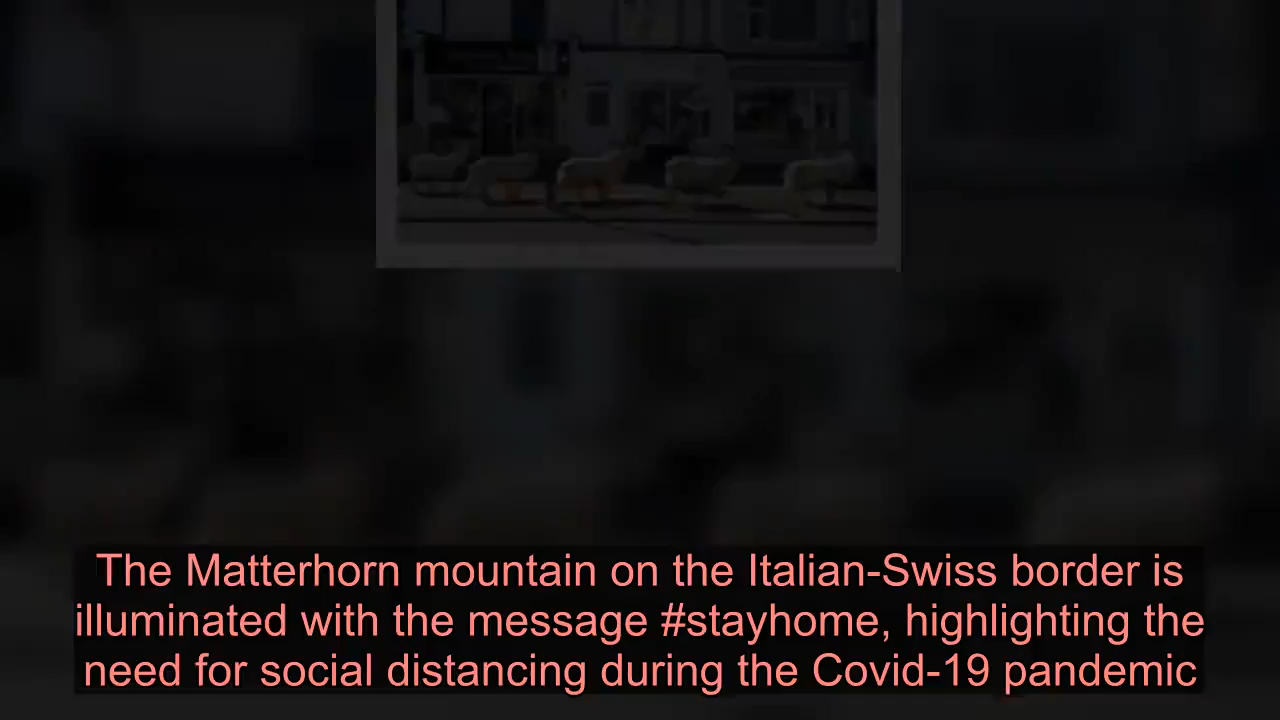 The Matterhorn mountain on the Italian-Swiss border is
illuminated with the message #stayhome, highlighting the
need for social distancing during the Covid-19 pandemic